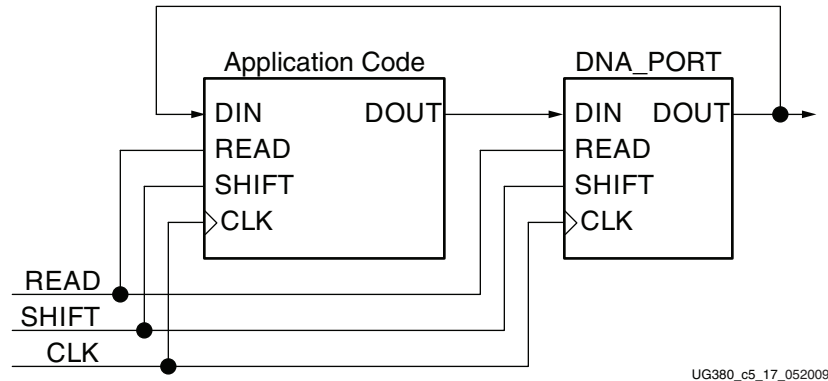 Application Code
DNA_PORT
DIN DOUT
READ
SHIFT
CLK
DIN DOUT
READ
SHIFT
CLK
READ
SHIFT
CLK
UG380_c5_17_052009